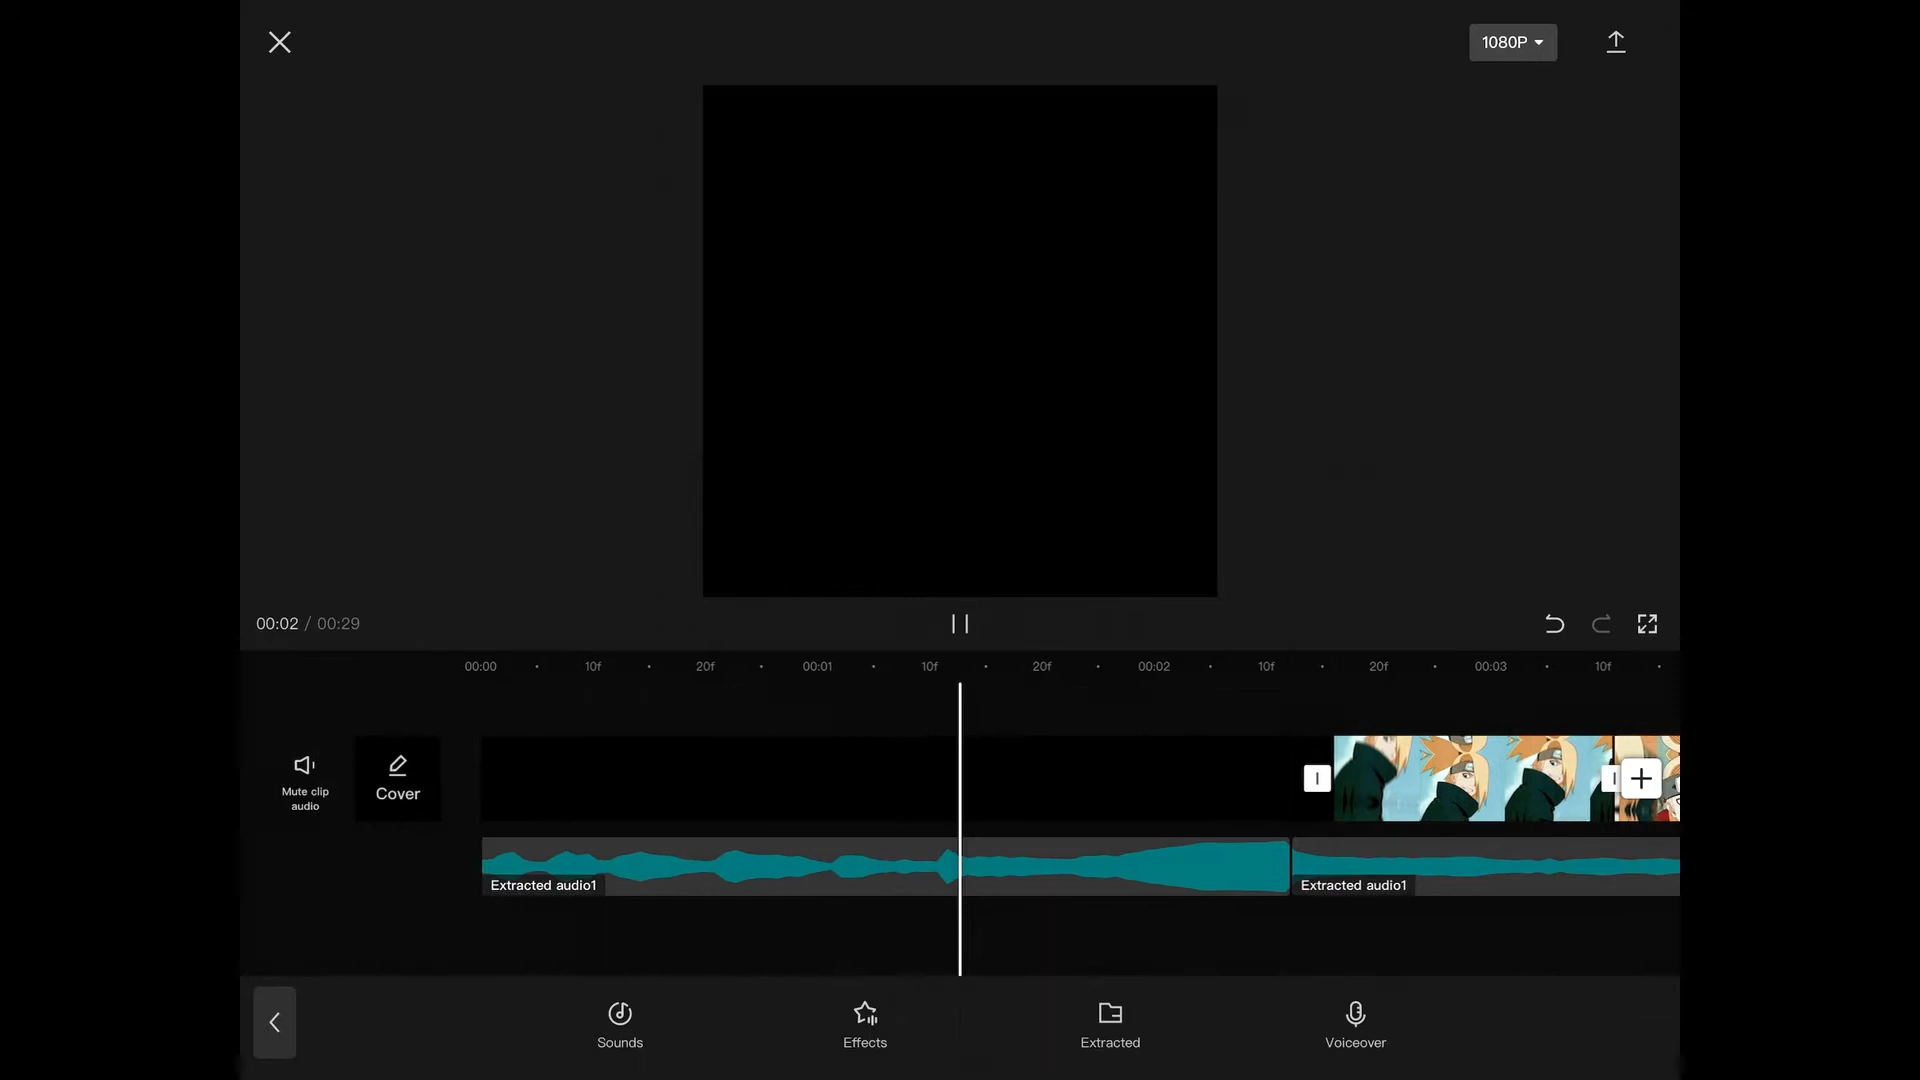 1080P
00:02 / 00:29
00:00 10f 20f 00:01 10f 20f 00:02 10f 20f 00:03 10f
Mute clip
audio
Cover
Extracted audio1
Extracted audio1
Sounds
Effects
Extracted
Voiceover